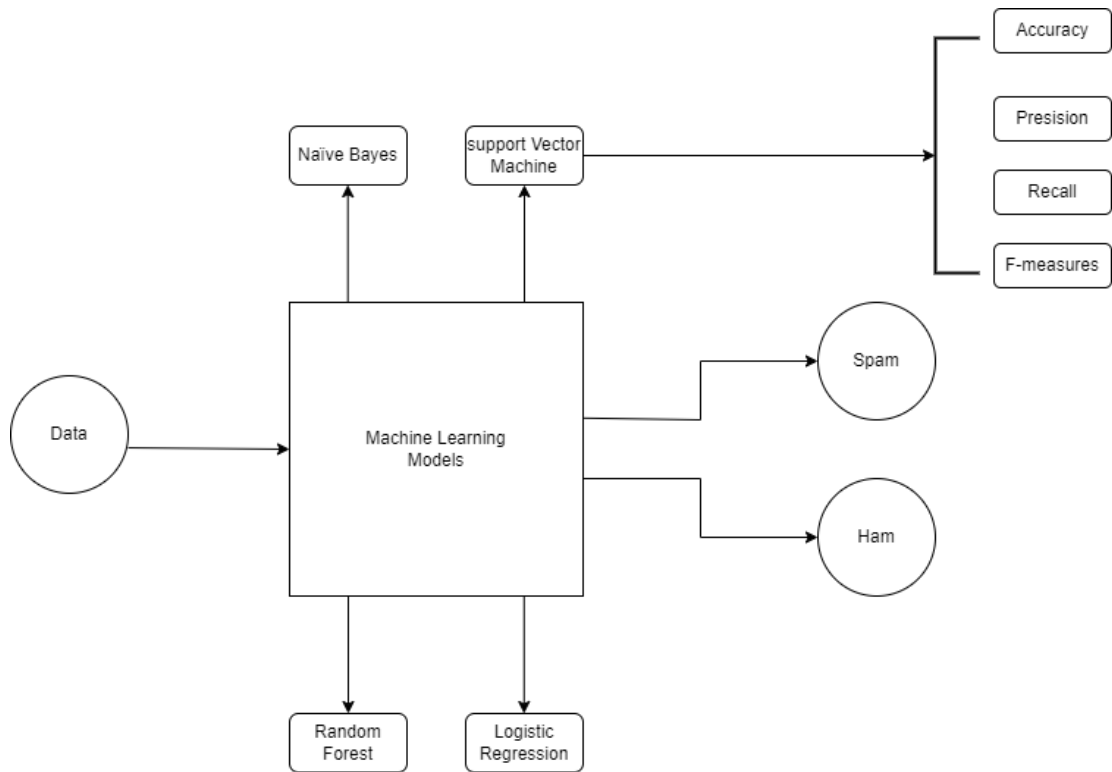 Accuracy
Presision
Naïve Bayes
support Vector
Machine
Recall
F-measures
Spam
Data
Machine Learning
Models
Ham
Random
Forest
Logistic
Regression